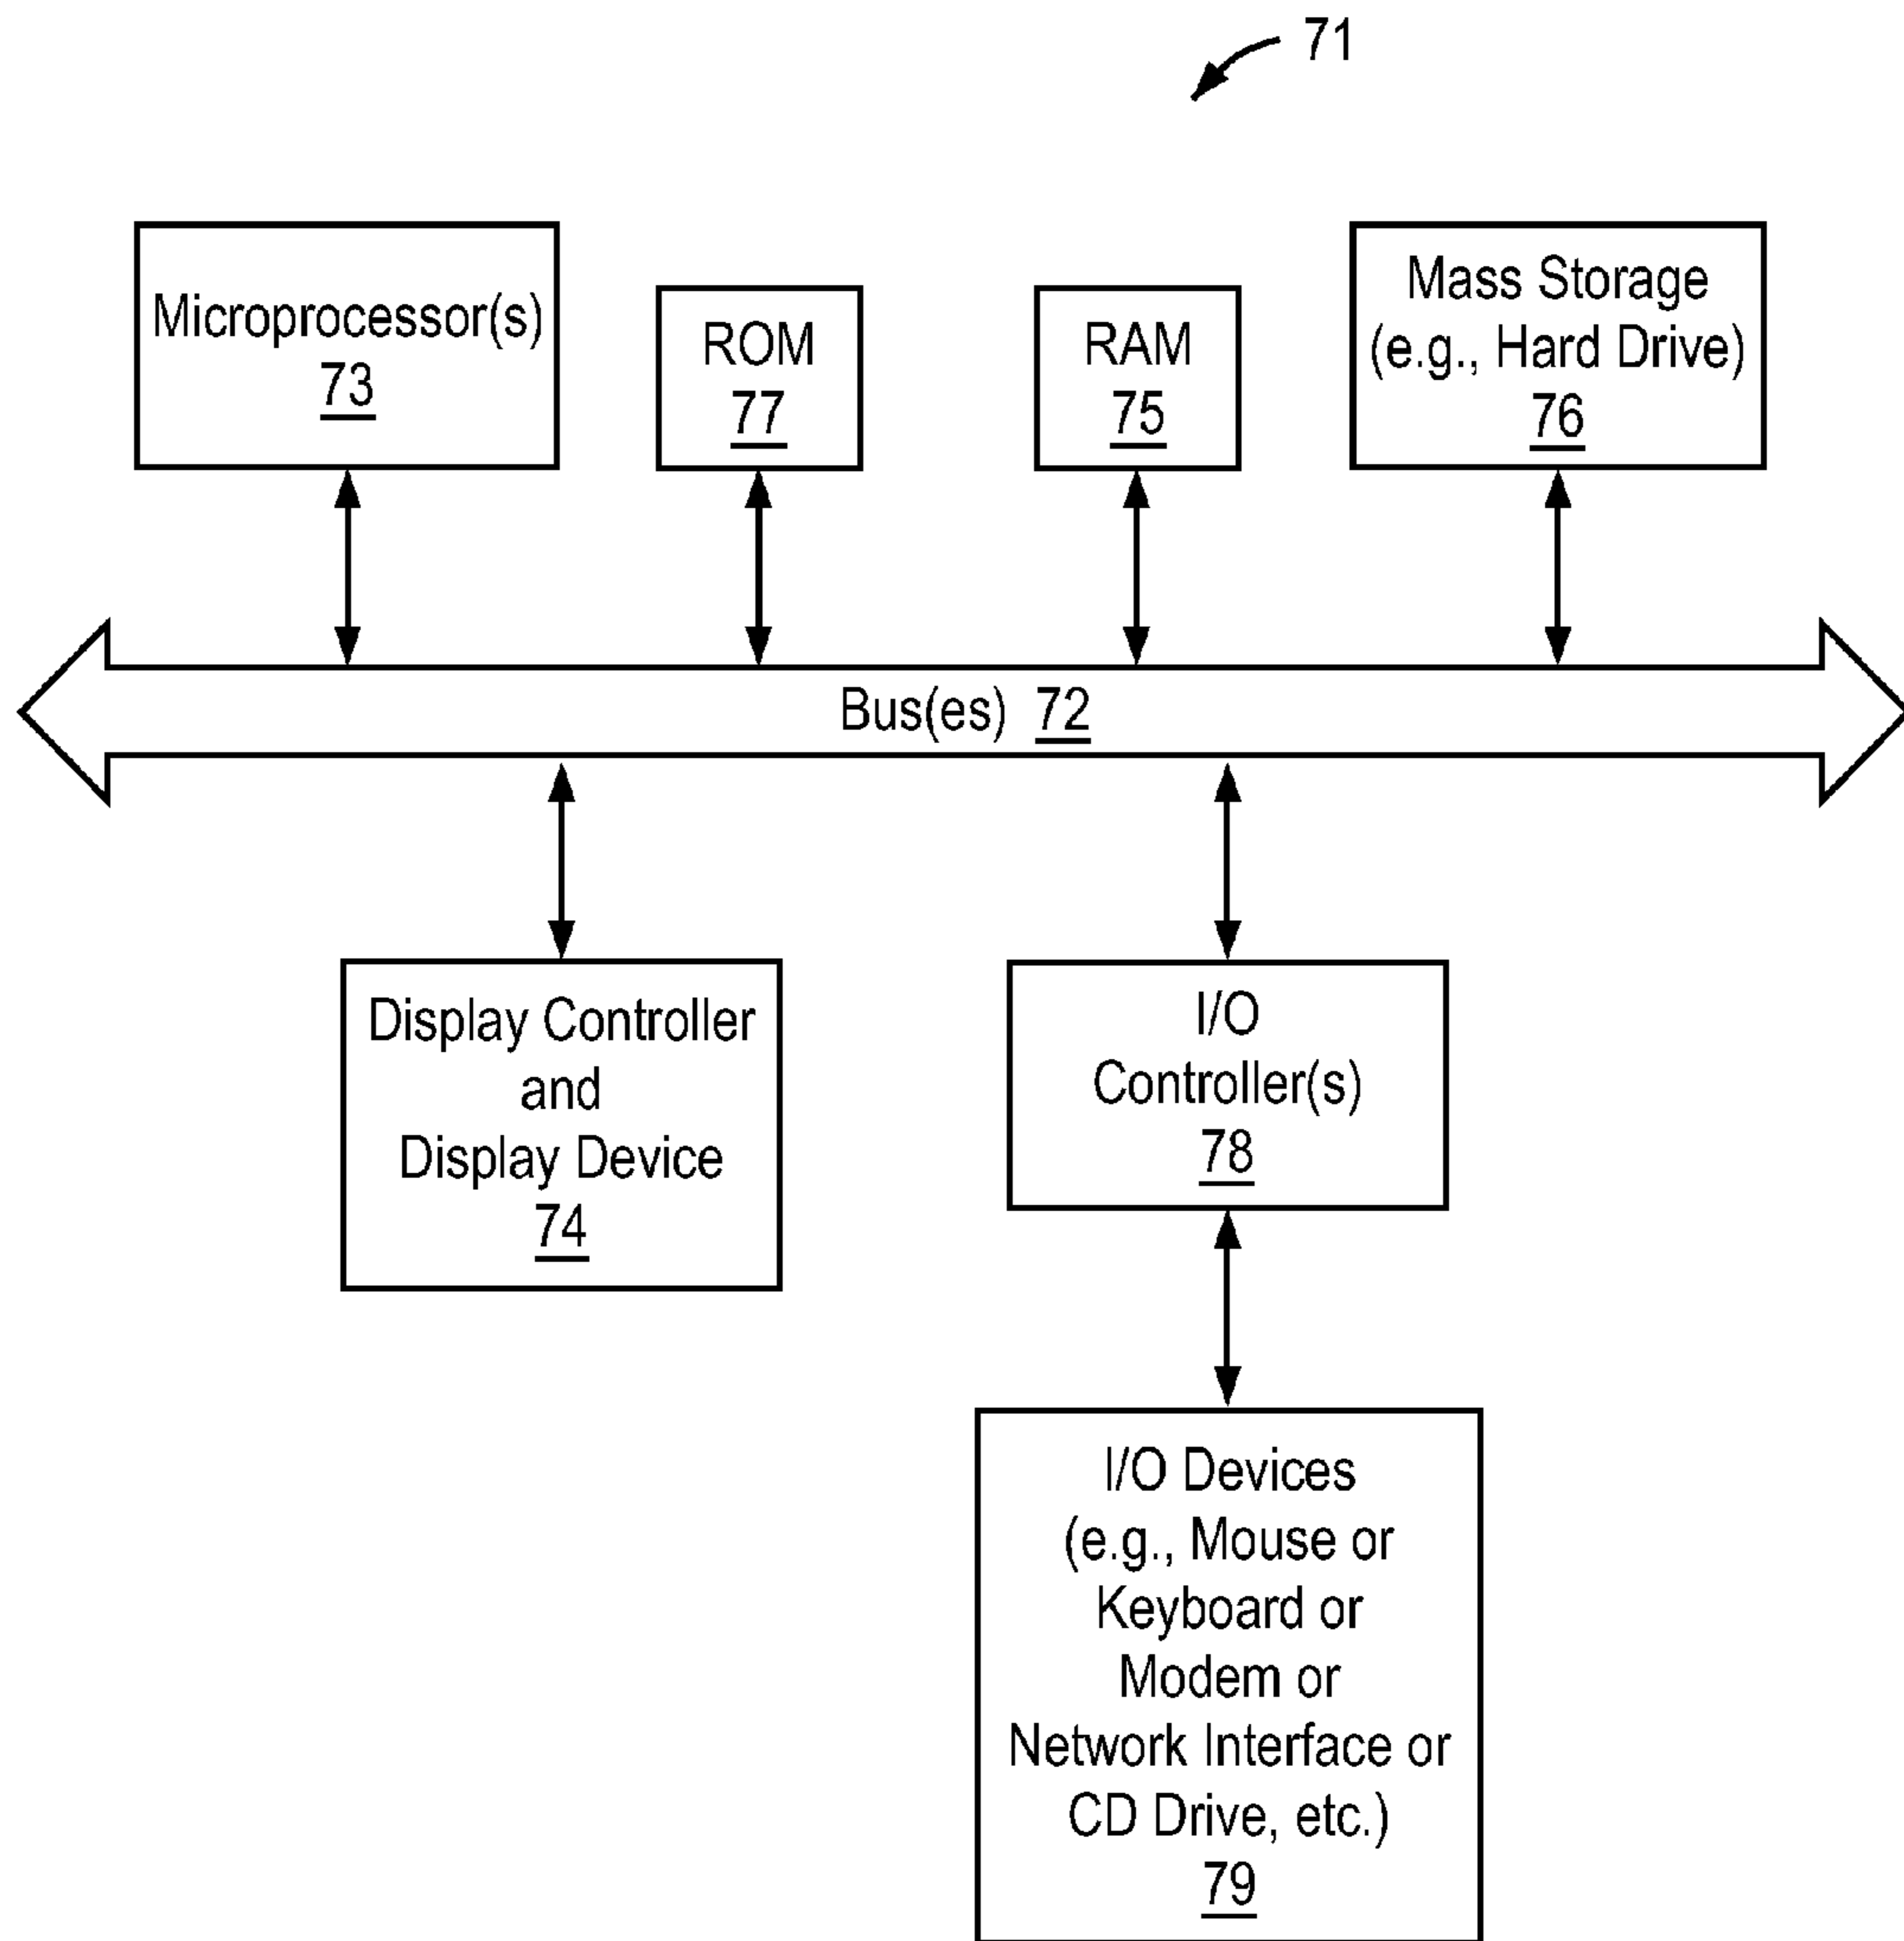 71
Microprocessor(s)
73
ROM
77
RAM
75
Mass Storage
(e.g., Hard Drive)
76
Bus(es) 72
Display Controller
and
Display Device
74
I/O
Controller(s)
78
I/O Devices
(e.g., Mouse or
Keyboard or
Modem or
Network Interface or
CD Drive, etc.)
79